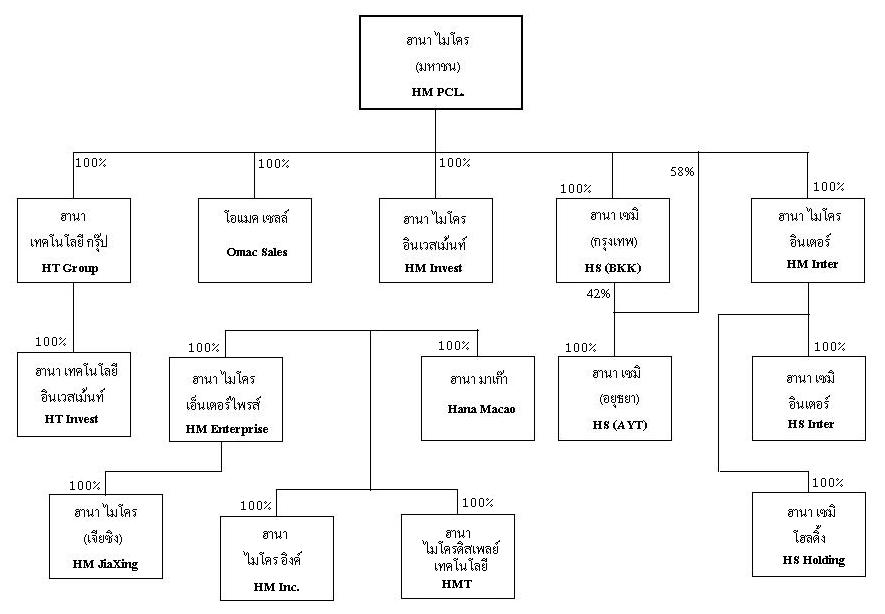 ฮานา ไมโคร
(มหาชน)
HM PCL.
100%
100%
100%
100%
58%
100%
ฮานา
เทคโนโลยี กรุ๊ป
HT Group
โอแมค เซลส์
Omac Sales
ฮานา ไมโคร
อินเวสเม้นท์
HM Invest
ฮานา เซมิ
(กรุงเทพ)
HS (BKK)
ฮานา ไมโคร
อินเตอร์
HM Inter
42%
100%
100%
100%
100%
100%
ฮานา เทคโนโลยี
อินเวสเม้นท์
HT Invest
ฮานา ไมโคร
เอ็นเตอร์ไพรส์
HM Enterprise
ฮานา มาเก๊า
Hana Macao
ฮานา เซมิ
(อยุธยา)
HS (AYT)
ฮานา เซมิ
อินเตอร์
HS Inter
100%
100%
100%
100%
ฮานา ไมโคร
(เจียซิง)
HM JiaXing
ฮานา
ไมโคร อิงค์
HM Inc.
ฮานา
ไมโครดิสเพลย์
เทคโนโลยี
HMT
ฮานา เซมิ
โฮลดิ้ง
HS Holding